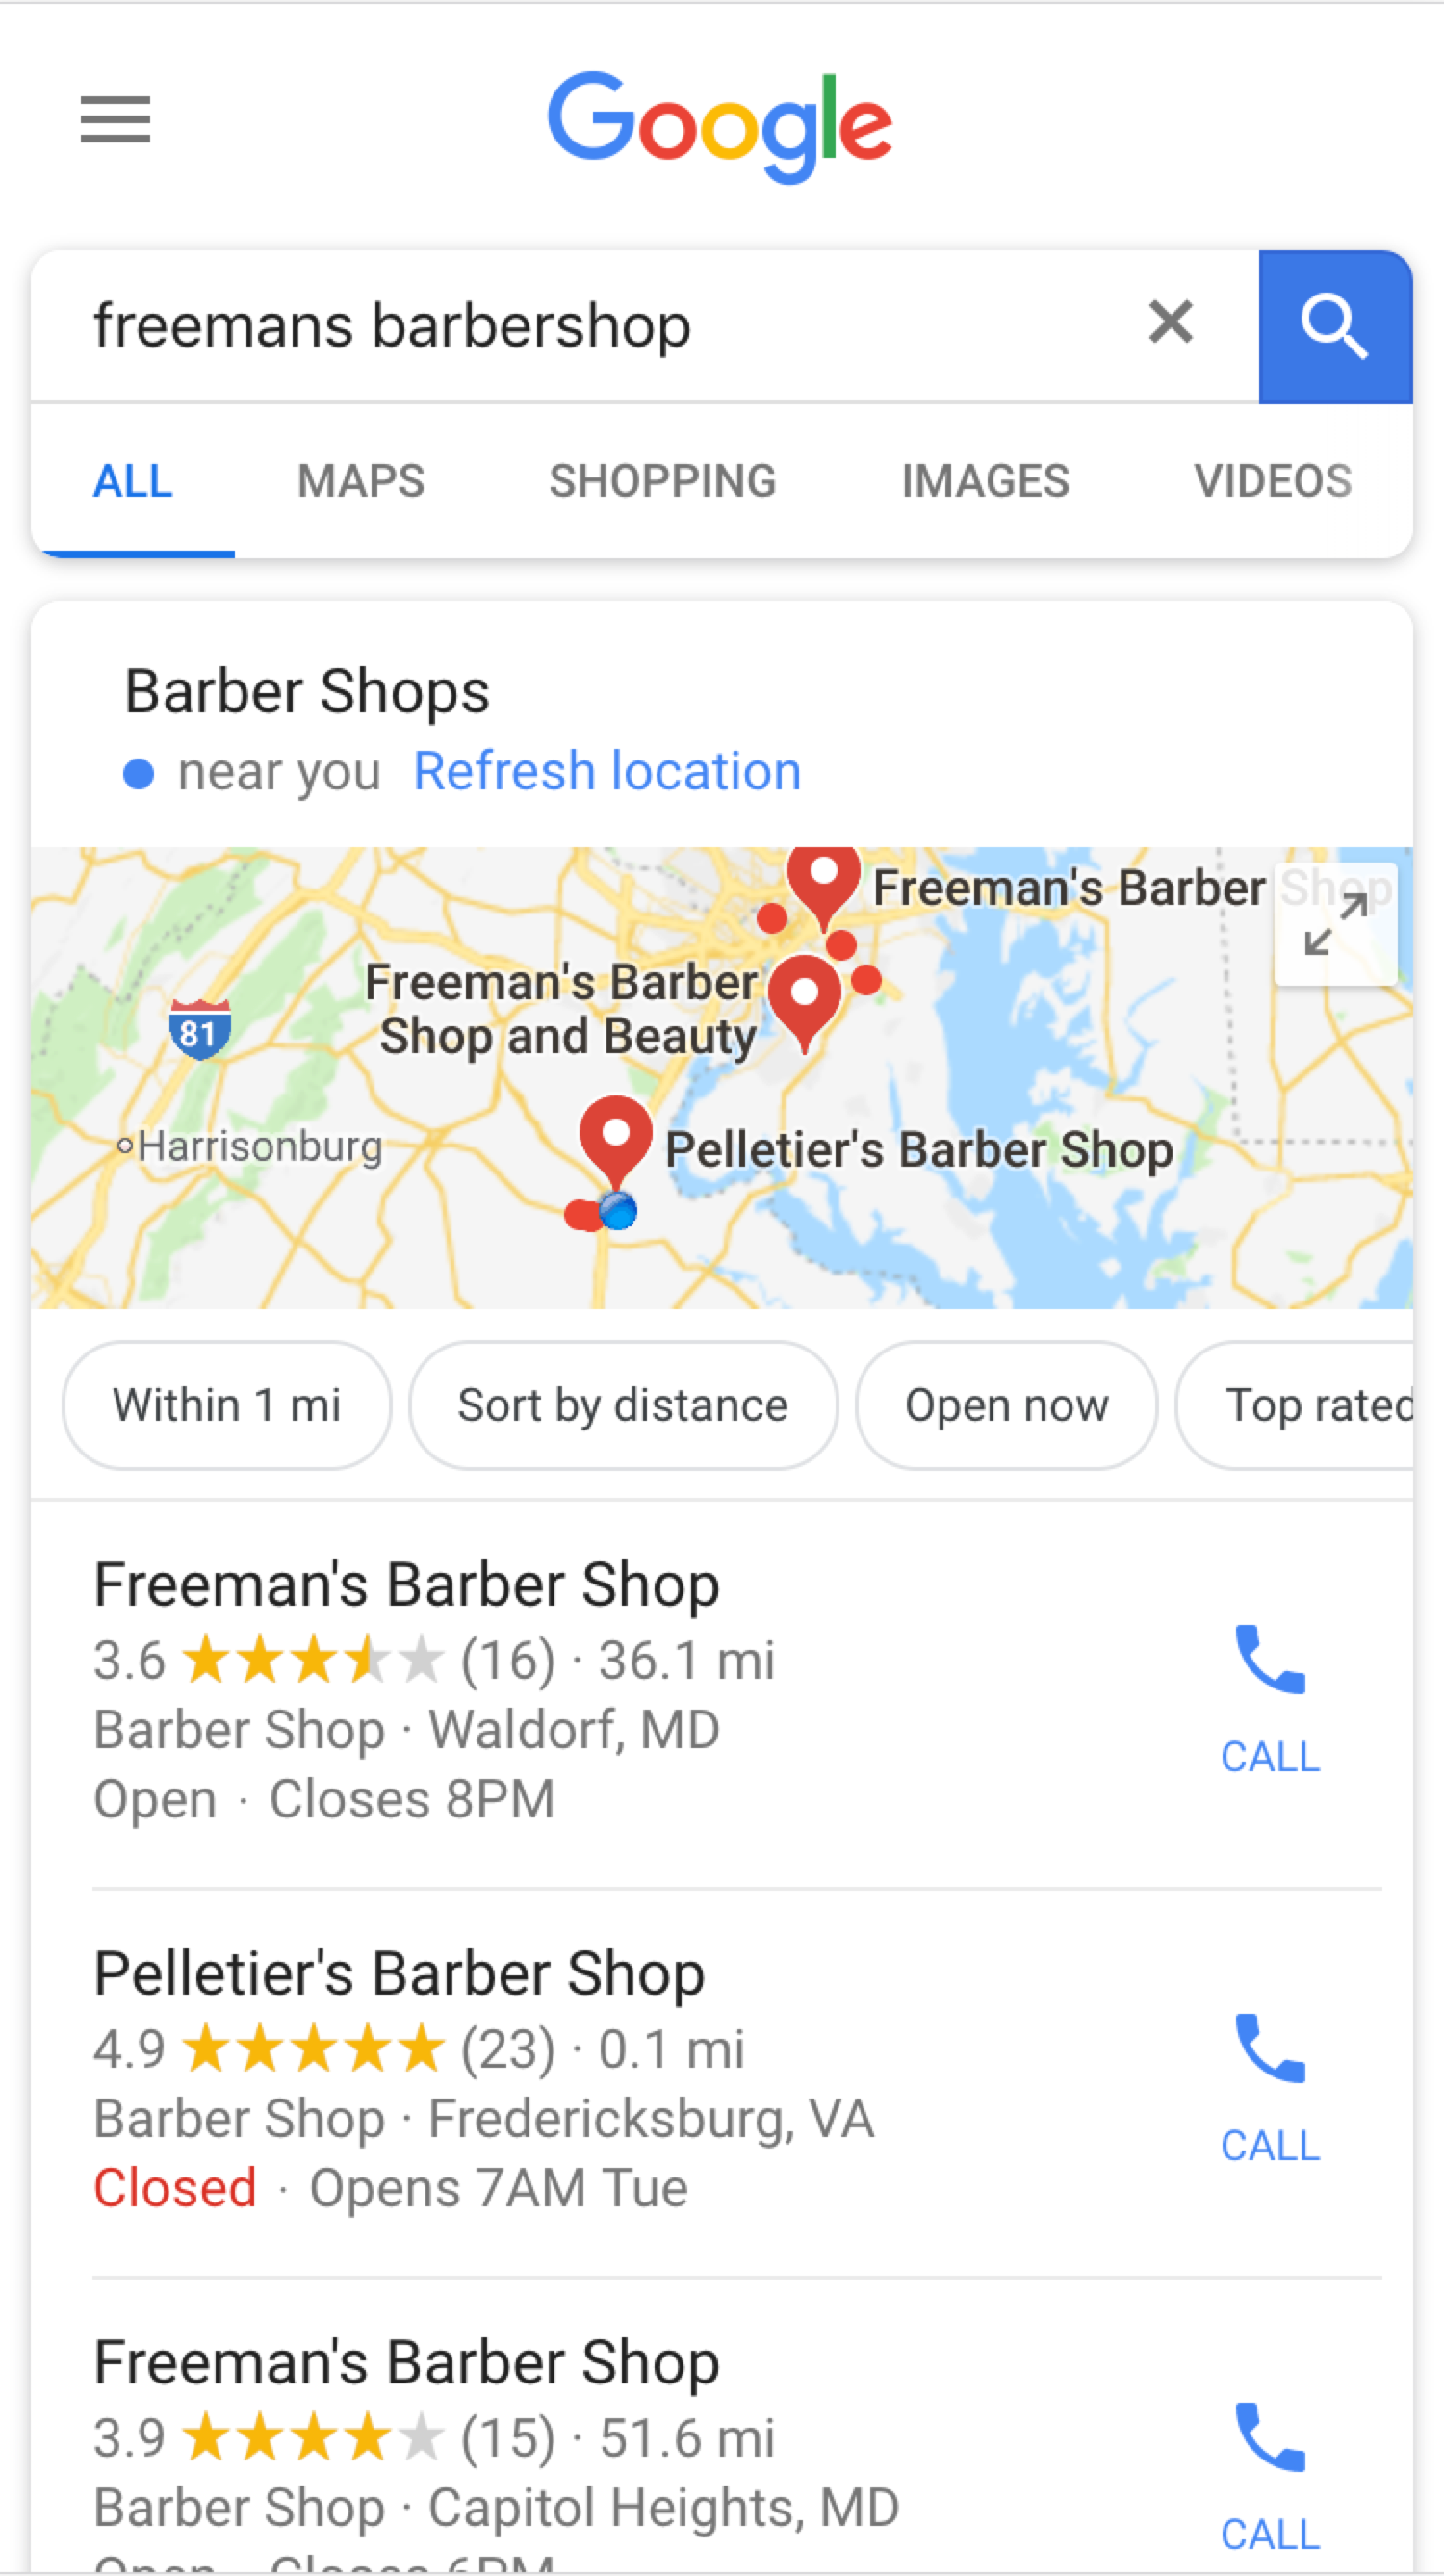 Google
freemans barbershop
ALL MAPS SHOPPING IMAGES VIDEOS
Barber Shops
near you Refresh location
Freeman's Barber Shop
Freeman's Barber
Shop and Beauty
81
Harrisonburg
Pelletier's Barber Shop
Within 1 mi Sort by distance Open now Top rated
Freeman's Barber Shop
3.6 (16) · 36.1 mi
Barber Shop · Waldorf, MD
Open · Closes 8PM
CALL
Pelletier's Barber Shop
4.9 (23) · 0.1 mi
Barber Shop · Fredericksburg, VA
Closed · Opens 7AM Tue
CALL
Freeman's Barber Shop
3.9 (15) · 51.6 mi
Barber Shop · Capitol Heights, MD
CALL
Open Closes 6PM